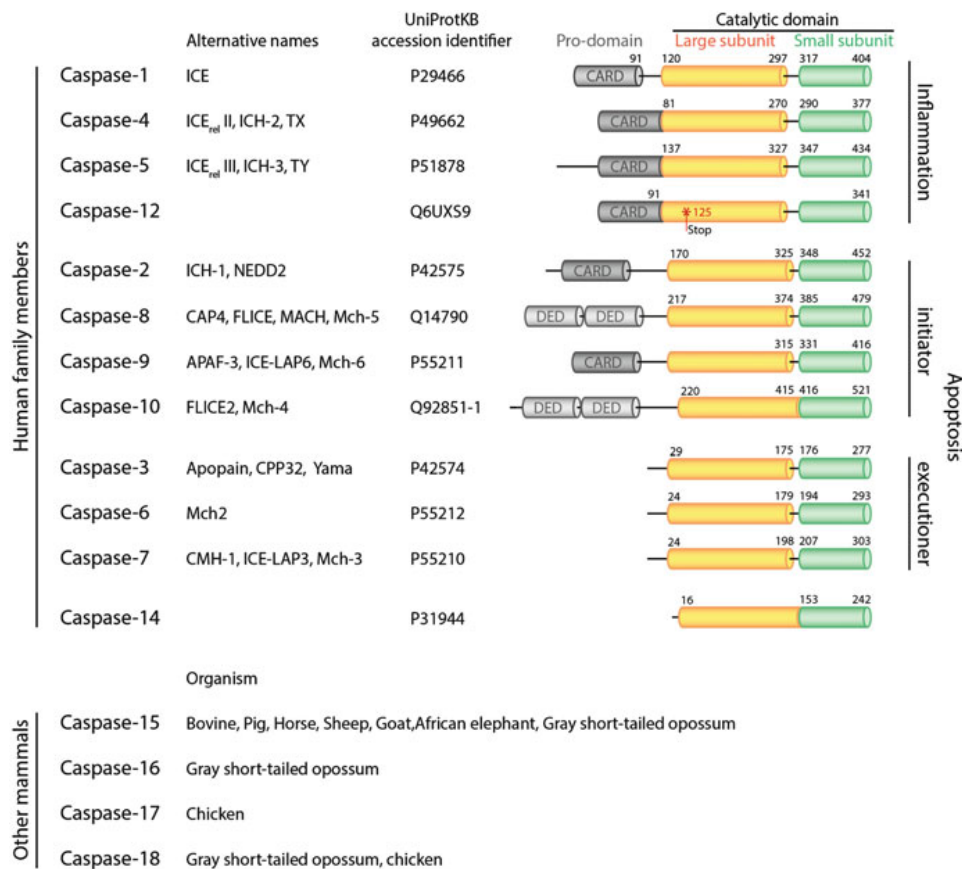 UniProtKB Catalytic domain
Alternative names accession identifier Pro-domain Large subunit Small subunit
91 120 297 317 404
Caspase-1 ICE P29466 CARD
81 270 290 377
Caspase-4 ICErel II, ICH-2, TX P49662 CARD
137 327 347 434
Caspase-5 ICErel III, ICH-3, TY P51878 CARD
91 341
Caspase-12 Q6UXS9 CARD *125
Stop
Inflammation
170 325 348 452
Caspase-2 ICH-1, NEDD2 P42575 CARD
217 374 385 479
Caspase-8 CAP4, FLICE, MACH, Mch-5 Q14790 DED DED
315 331 416
Caspase-9 APAF-3, ICE-LAP6, Mch-6 P55211 CARD
220 415 416 521
Caspase-10 FLICE2, Mch-4 Q92851-1 DED DED
initiator
29 175 176 277
Caspase-3 Apopain, CPP32, Yama P42574
24 179 194 293
Caspase-6 Mch2 P55212
24 198 207 303
Caspase-7 CMH-1, ICE-LAP3, Mch-3 P55210
executioner
Apoptosis
16 153 242
Caspase-14 P31944
Human family members
Organism
Caspase-15 Bovine, Pig, Horse, Sheep, Goat,African elephant, Gray short-tailed opossum
Caspase-16 Gray short-tailed opossum
Caspase-17 Chicken
Caspase-18 Gray short-tailed opossum, chicken
Other mammals